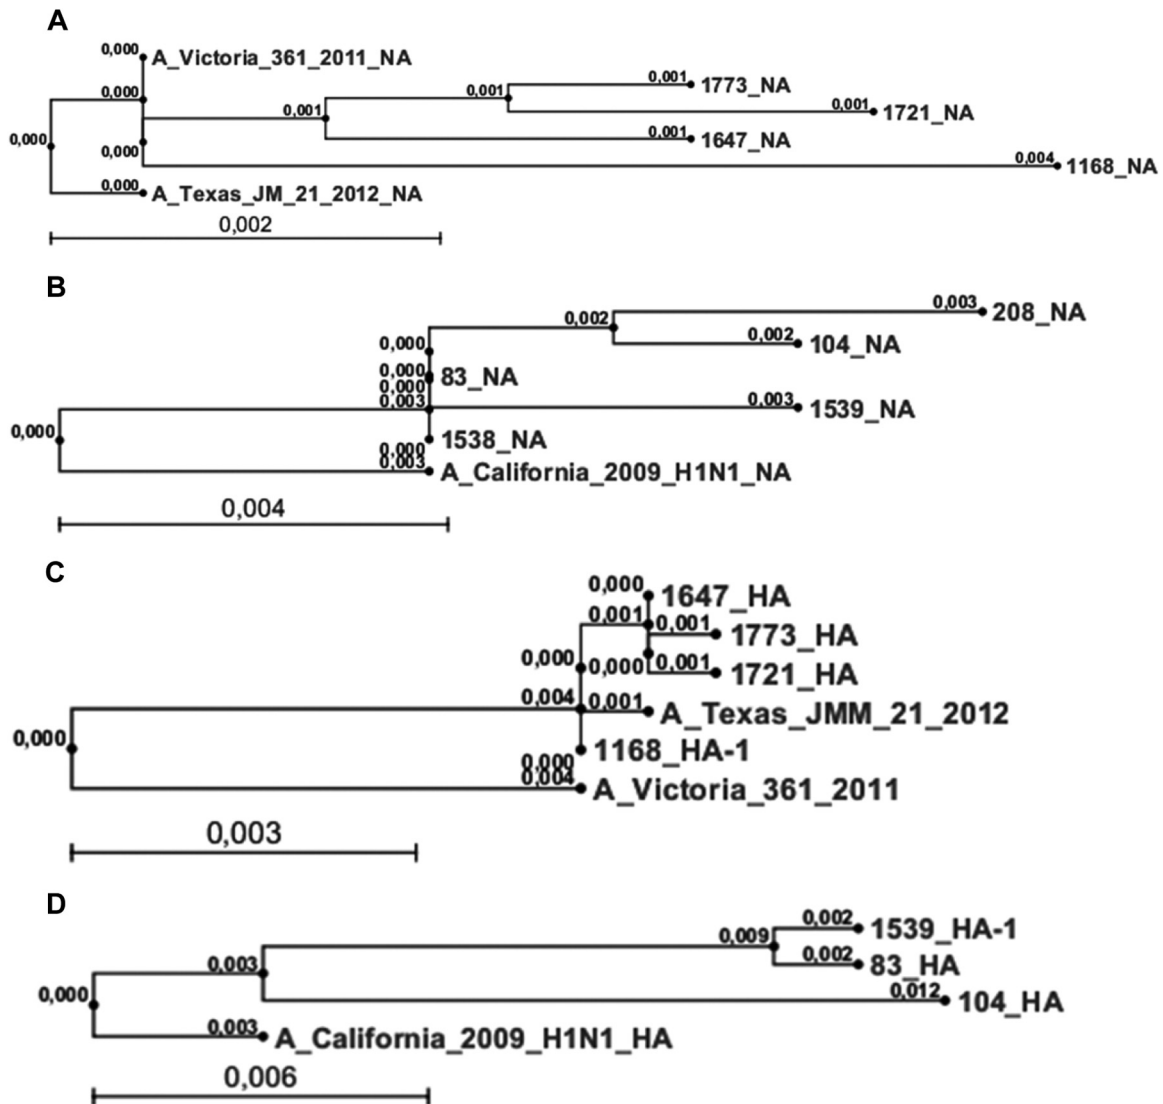 A
0,000 A_Victoria_361_2011_NA
0,001 1773_NA
0,000
0,001
0,001 1721_NA
0,001
0,000
0,001 1647_NA
0,000
0,004 1168_NA
0,000 A_Texas_JM_21_2012_NA
0,002
B
0,003 208_NA
0,002
0,002 104_NA
0,000
0,000 83_NA
0,000
0,003
0,003 1539_NA
0,000
1538_NA
0,000
0,003 A_California_2009_H1N1_NA
0,004
C
0,000 1647_HA
0,001
0,001 1773_HA
0,000
0,000
0,001 1721_HA
0,004
0,001 A_Texas_JMM_21_2012
0,000
1168_HA-1
0,000
0,004 A_Victoria_361_2011
0,003
D
0,002 1539_HA-1
0,009
0,002 83_HA
0,003
0,012 104_HA
0,000
0,003 A_California_2009_H1N1_HA
0,006